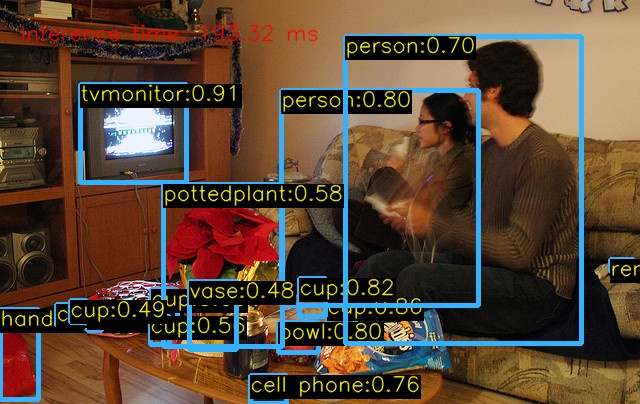 Inference time: 193.32 ms
person:0.70
tvmonitor:0.91
person:0.80
pottedplant:0.58
vase:0.48
cup:0.82
cup:0.86
cup:0.49
cup:0.56
bowl:0.80
hand
cell phone:0.76